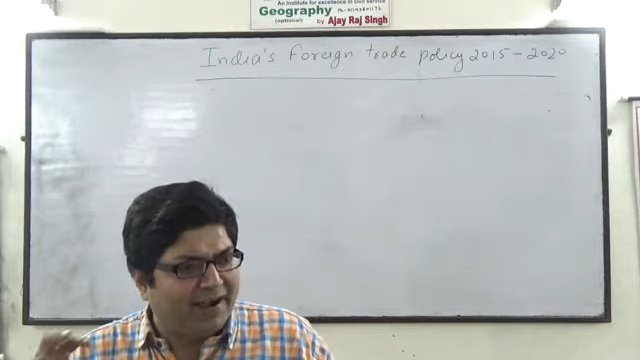 An Institute for excellence in Civil Service
Geography
(optional) by Ajay Raj Singh
India's Foreign trade policy 2015-2020